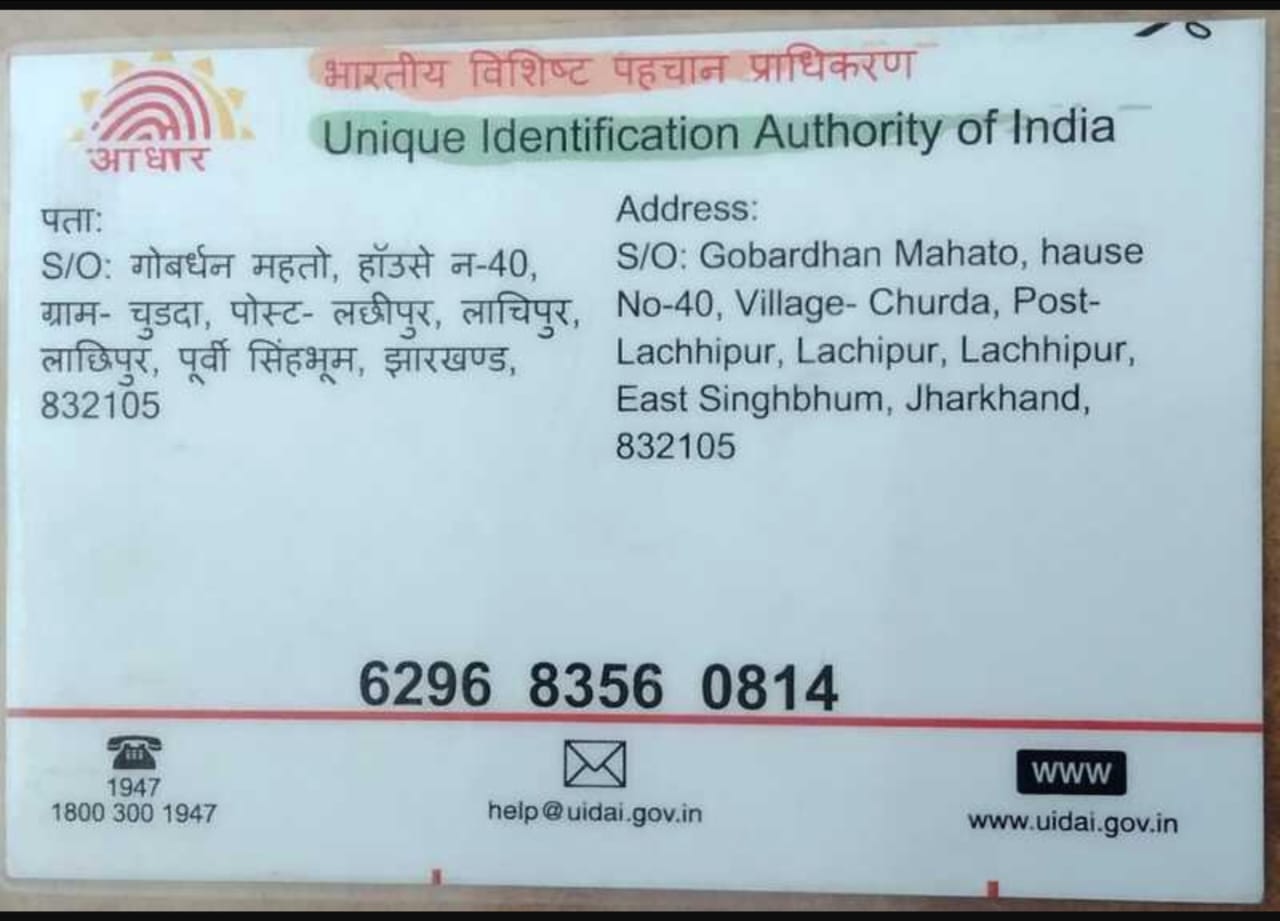 भारतीय विशिष्ट पहचान प्राधिकरण
Unique Identification Authority of India
आधार
पता:
S/O: गोबर्धन महतो, हॉउसे न-40,
ग्राम- चुडदा, पोस्ट- लछीपुर, लाचिपुर,
लाछिपुर, पूर्वी सिंहभूम, झारखण्ड,
832105
Address:
S/O: Gobardhan Mahato, hause
No-40, Village- Churda, Post-
Lachhipur, Lachipur, Lachhipur,
East Singhbhum, Jharkhand,
832105
6296 8356 0814
1947
1800 300 1947
help@uidai.gov.in
www
www.uidai.gov.in